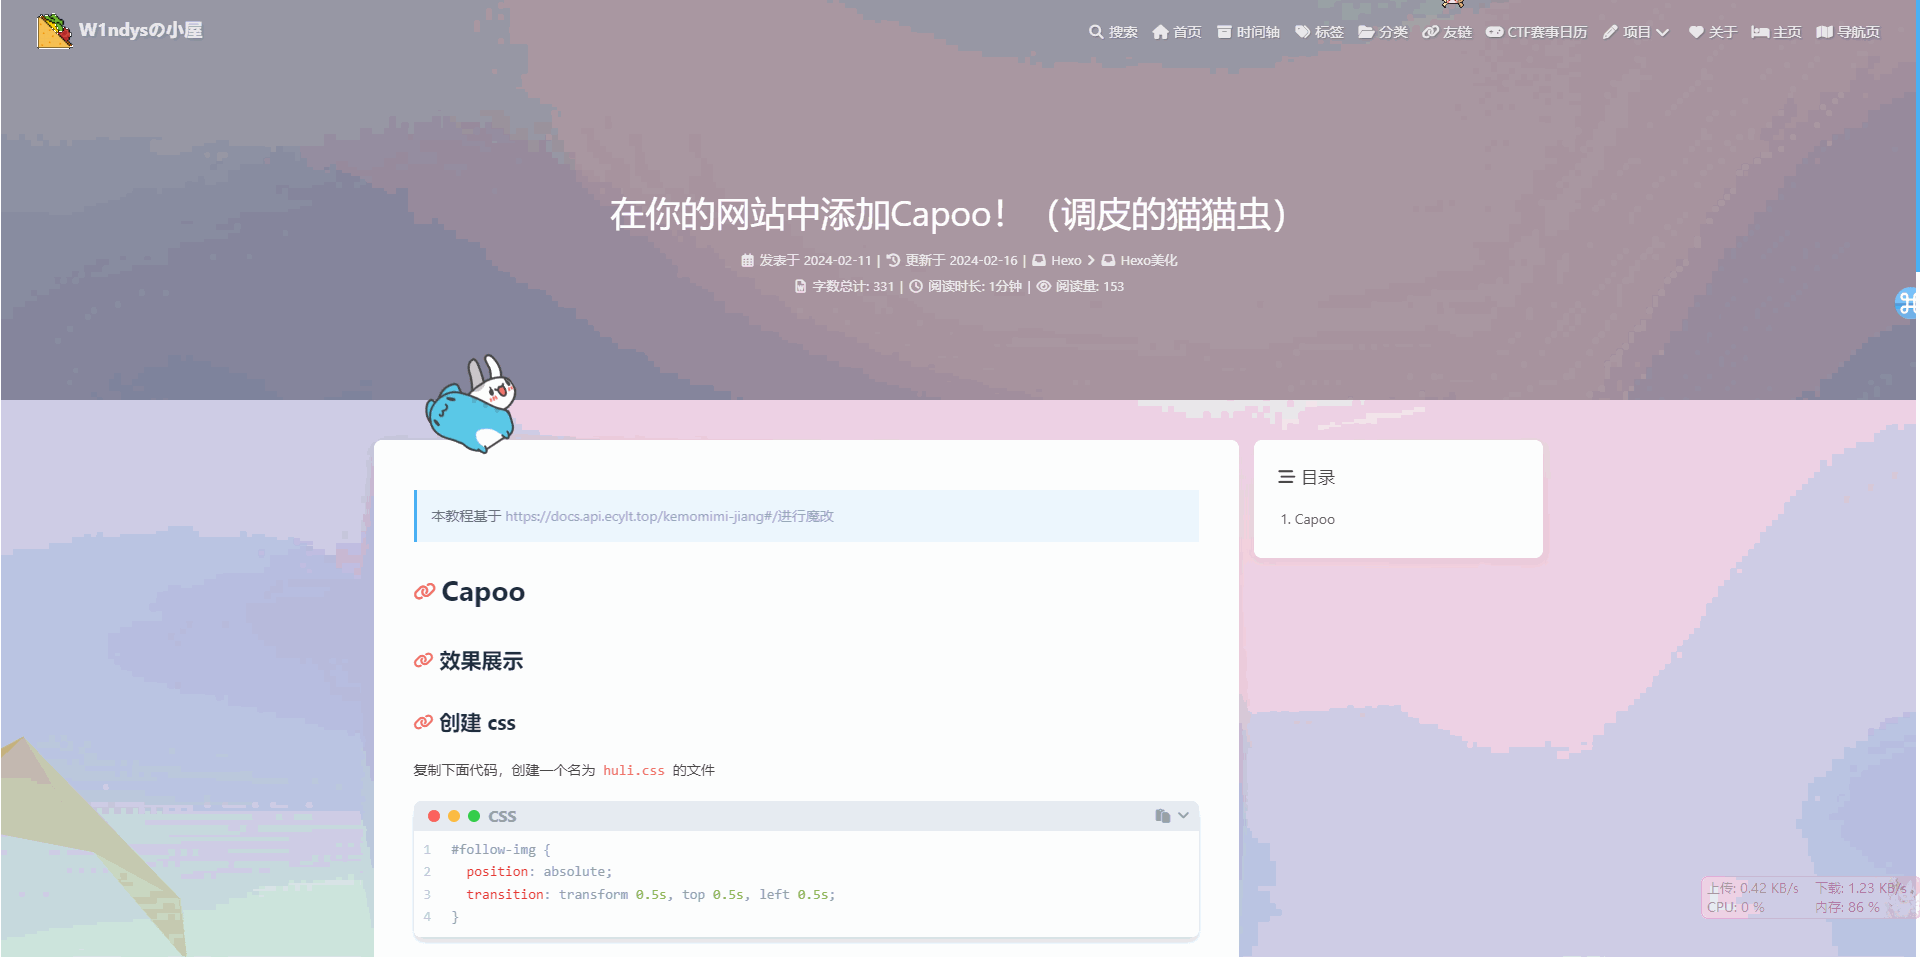 W1ndysの小屋
搜索 首页 时间轴 标签 分类 友链 CTF赛事日历 项目 关于 主页 导航页
在你的网站中添加Capoo！（调皮的猫猫虫）
发表于 2024-02-11 | 更新于 2024-02-16 | Hexo > Hexo美化
字数总计: 331 | 阅读时长: 1分钟 | 阅读量: 153
本教程基于 https://docs.api.ecylt.top/kemomimi-jiang#/进行魔改
目录
1. Capoo
Capoo
效果展示
创建 css
复制下面代码，创建一个名为 huli.css 的文件
CSS
1 #follow-img {
2 position: absolute;
3 transition: transform 0.5s, top 0.5s, left 0.5s;
4 }
上传: 0.42 KB/s 下载: 1.23 KB/s
CPU: 0 % 内存: 86 %